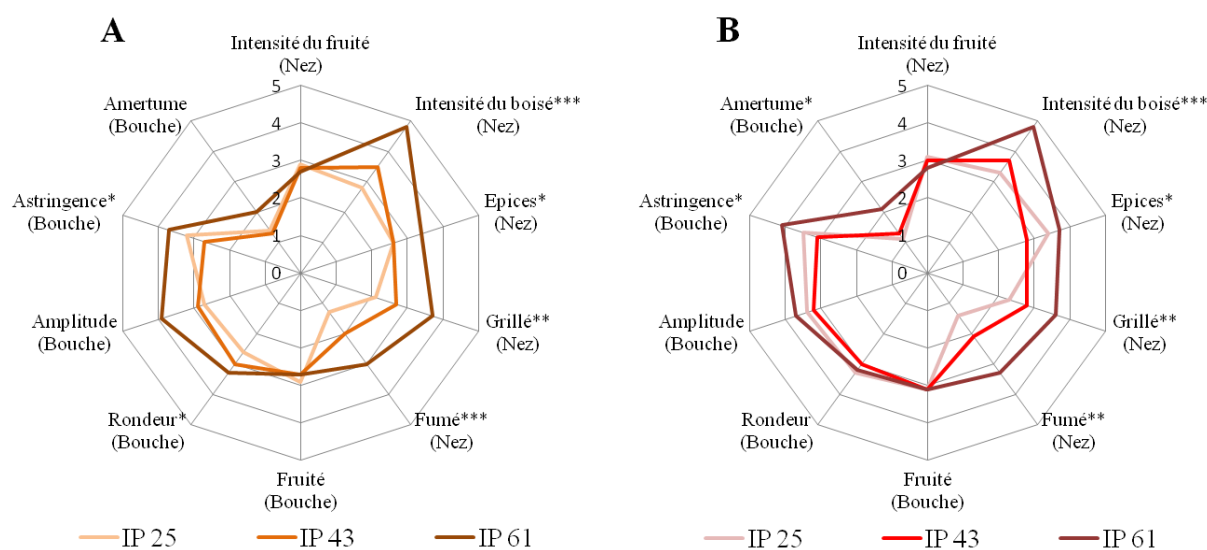 A
Intensité du fruité
(Nez)
5
4
3
2
1
0
Intensité du boisé***
(Nez)
Epices*
(Nez)
Grillé**
(Nez)
Fumé***
(Nez)
Fruité
(Bouche)
Rondeur*
(Bouche)
Amplitude
(Bouche)
Astringence*
(Bouche)
Amertume
(Bouche)
IP 25
IP 43
IP 61
B
Intensité du fruité
(Nez)
5
4
3
2
1
0
Intensité du boisé***
(Nez)
Epices*
(Nez)
Grillé**
(Nez)
Fumé**
(Nez)
Fruité
(Bouche)
Rondeur
(Bouche)
Amplitude
(Bouche)
Astringence*
(Bouche)
Amertume*
(Bouche)
IP 25
IP 43
IP 61